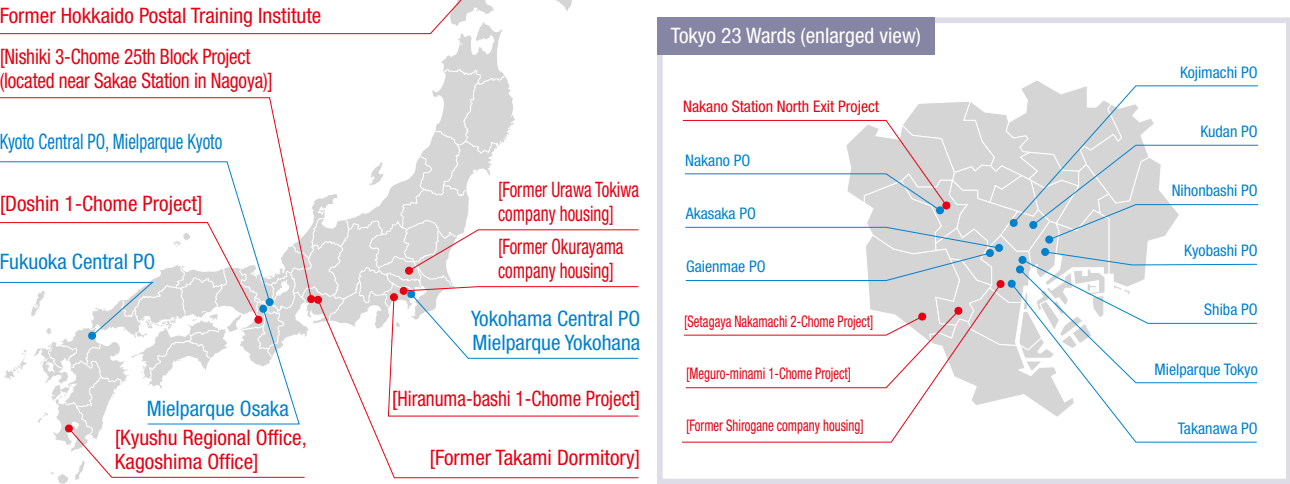 Former Hokkaido Postal Training Institute
[Nishiki 3-Chome 25th Block Project
(located near Sakae Station in Nagoya)]
Kyoto Central PO, Mielparque Kyoto
[Doshin 1-Chome Project]
Fukuoka Central PO
[Former Urawa Tokiwa
company housing]
[Former Okurayama
company housing]
Yokohama Central PO
Mielparque Yokohana
[Hiranuma-bashi 1-Chome Project]
Mielparque Osaka
[Kyushu Regional Office,
Kagoshima Office]
[Former Takami Dormitory]
Tokyo 23 Wards (enlarged view)
Nakano Station North Exit Project
Nakano PO
Akasaka PO
Gaienmae PO
[Setagaya Nakamachi 2-Chome Project]
[Meguro-minami 1-Chome Project]
[Former Shirogane company housing]
Kojimachi PO
Kudan PO
Nihonbashi PO
Kyobashi PO
Shiba PO
Mielparque Tokyo
Takanawa PO